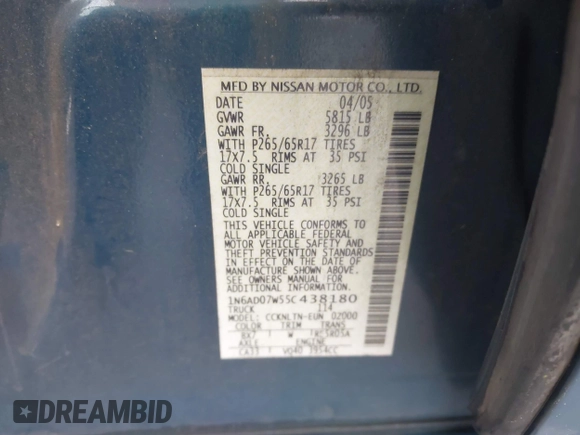 MFD BY NISSAN MOTOR CO., LTD.
DATE 04/05
GVWR 5815 LB
GAWR FR. 3296 LB
WITH P265/65R17 TIRES
17X7.5 RIMS AT 35 PSI
COLD SINGLE
GAWR RR. 3265 LB
WITH P265/65R17 TIRES
17X7.5 RIMS AT 35 PSI
COLD SINGLE
THIS VEHICLE CONFORMS TO
ALL APPLICABLE FEDERAL
MOTOR VEHICLE SAFETY AND
THEFT PREVENTION STANDARDS
IN EFFECT ON THE DATE OF
MANUFACTURE SHOWN ABOVE.
SEE OWNERS MANUAL FOR
ADDITIONAL INFORMATION.
1N6AD07W55C438180
TRUCK 114
MODEL: CCKNLTN-EUN 02000
COLOR TRIM TRANS
W RC5R05A
AXLE ENGINE
VQ40 3954CC
DREAMBID